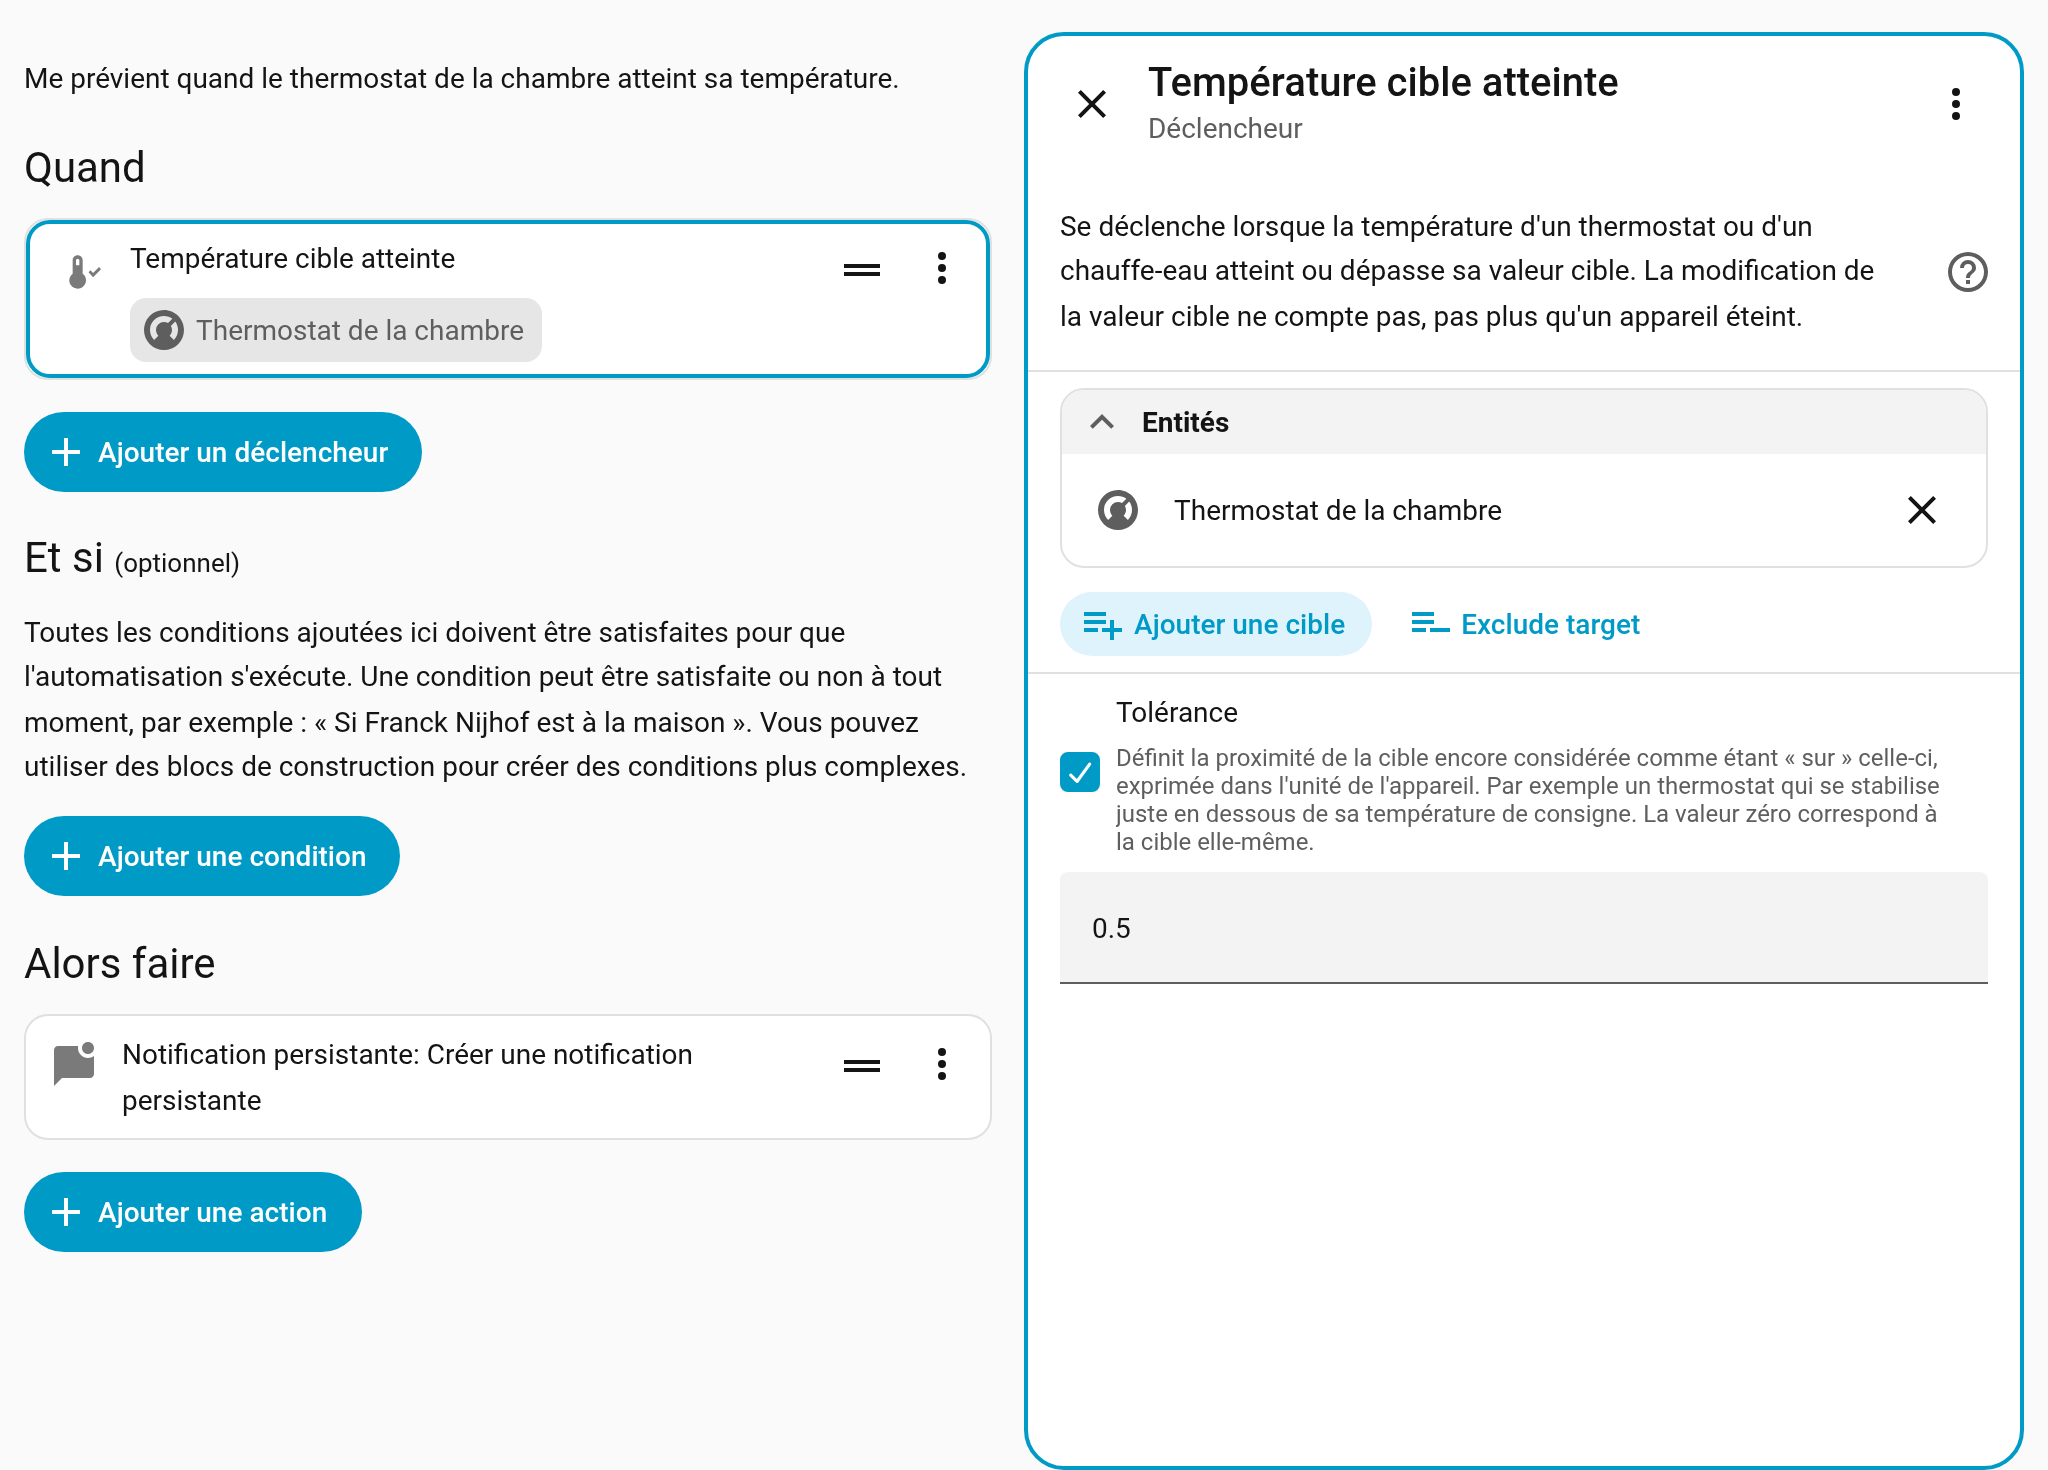 Me prévient quand le thermostat de la chambre atteint sa température.
Quand
Température cible atteinte
Thermostat de la chambre
Ajouter un déclencheur
Et si (optionnel)
Toutes les conditions ajoutées ici doivent être satisfaites pour que
l'automatisation s'exécute. Une condition peut être satisfaite ou non à tout
moment, par exemple : « Si Franck Nijhof est à la maison ». Vous pouvez
utiliser des blocs de construction pour créer des conditions plus complexes.
Ajouter une condition
Alors faire
Notification persistante: Créer une notification
persistante
Ajouter une action
Température cible atteinte
Déclencheur
Se déclenche lorsque la température d'un thermostat ou d'un
chauffe-eau atteint ou dépasse sa valeur cible. La modification de
la valeur cible ne compte pas, pas plus qu'un appareil éteint.
Entités
Thermostat de la chambre
Ajouter une cible
Exclude target
Tolérance
Définit la proximité de la cible encore considérée comme étant « sur » celle-ci,
exprimée dans l'unité de l'appareil. Par exemple un thermostat qui se stabilise
juste en dessous de sa température de consigne. La valeur zéro correspond à
la cible elle-même.
0.5